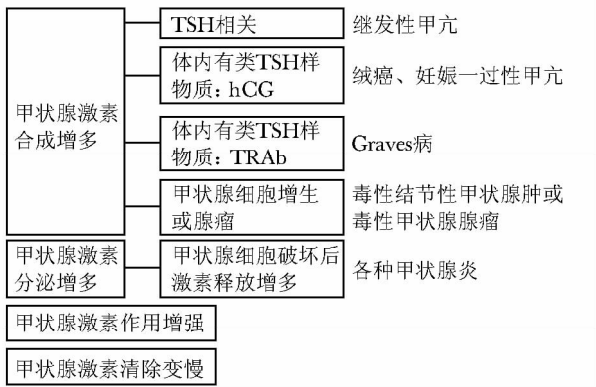 甲状腺激素
合成增多
TSH相关
继发性甲亢
体内有类TSH样
物质：hCG
绒癌、妊娠一过性甲亢
体内有类TSH样
物质：TRAb
Graves病
甲状腺细胞增生
或腺瘤
毒性结节性甲状腺肿或
毒性甲状腺腺瘤
甲状腺激素
分泌增多
甲状腺细胞破坏后
激素释放增多
各种甲状腺炎
甲状腺激素作用增强
甲状腺激素清除变慢